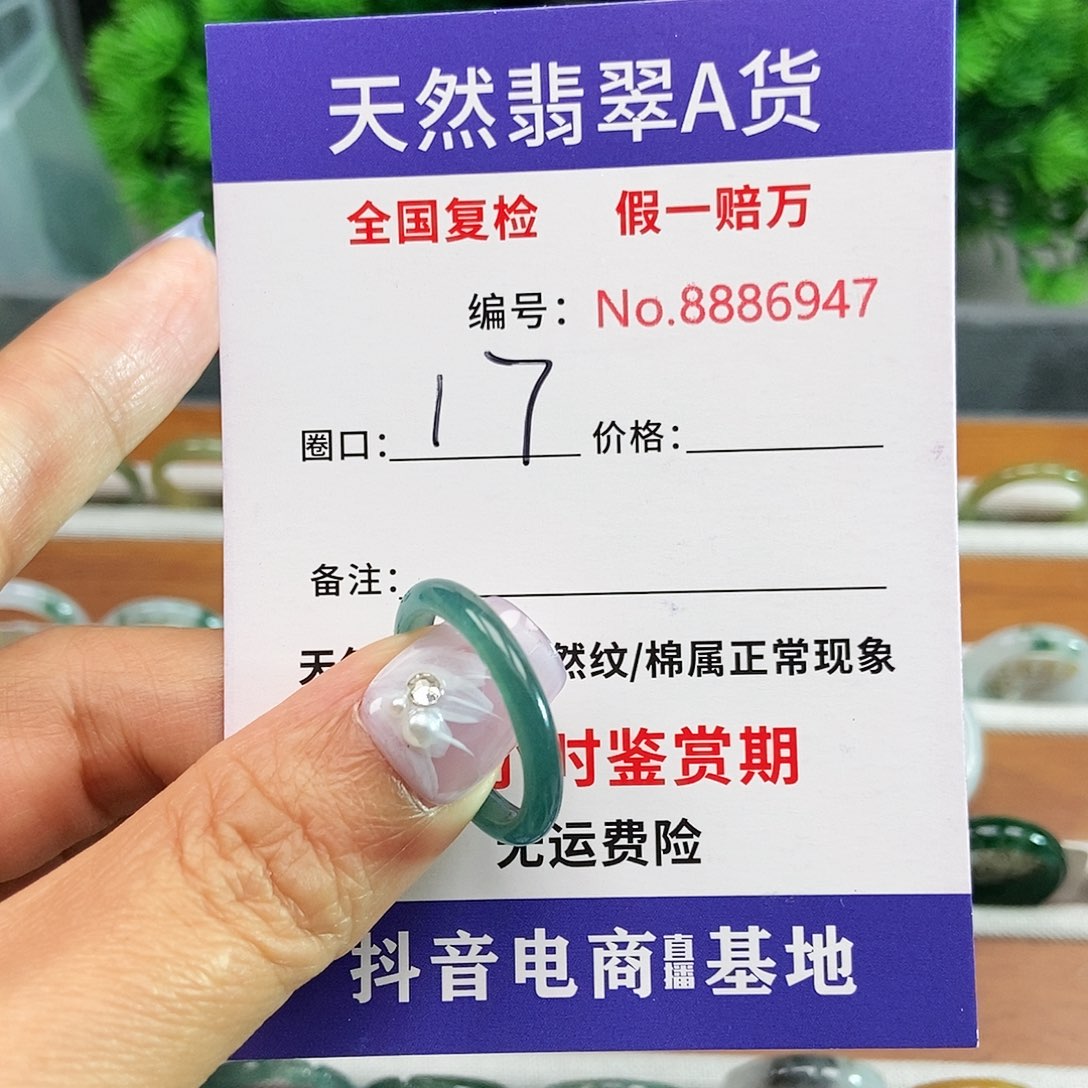 天然翡翠A货
全国复检 假一赔万
编号：No.8886947
圈口：17 价格：
备注：
天 然纹/棉属正常现象
时鉴赏期
无运费险
抖音电商直播基地